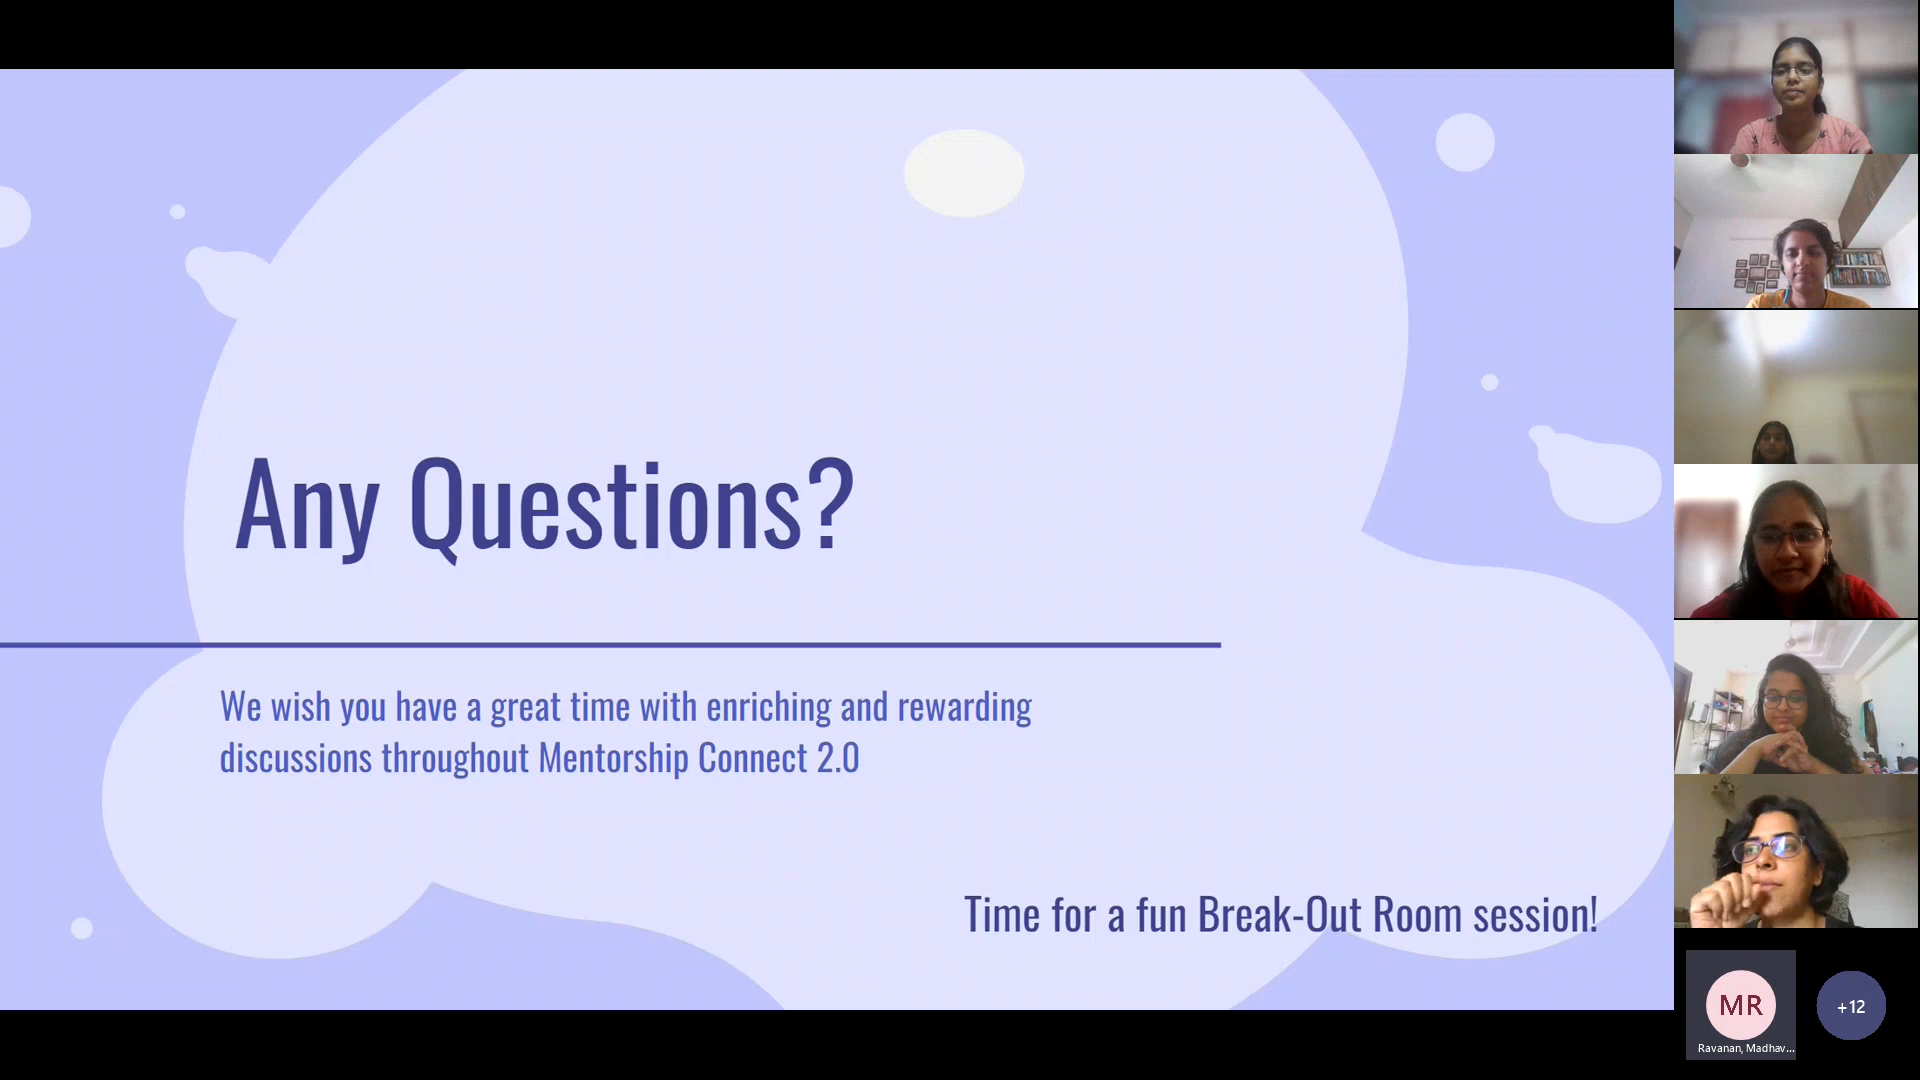 Any Questions?
We wish you have a great time with enriching and rewarding
discussions throughout Mentorship Connect 2.0
Time for a fun Break-Out Room session!
MR
+12
Ravanan, Madhav...